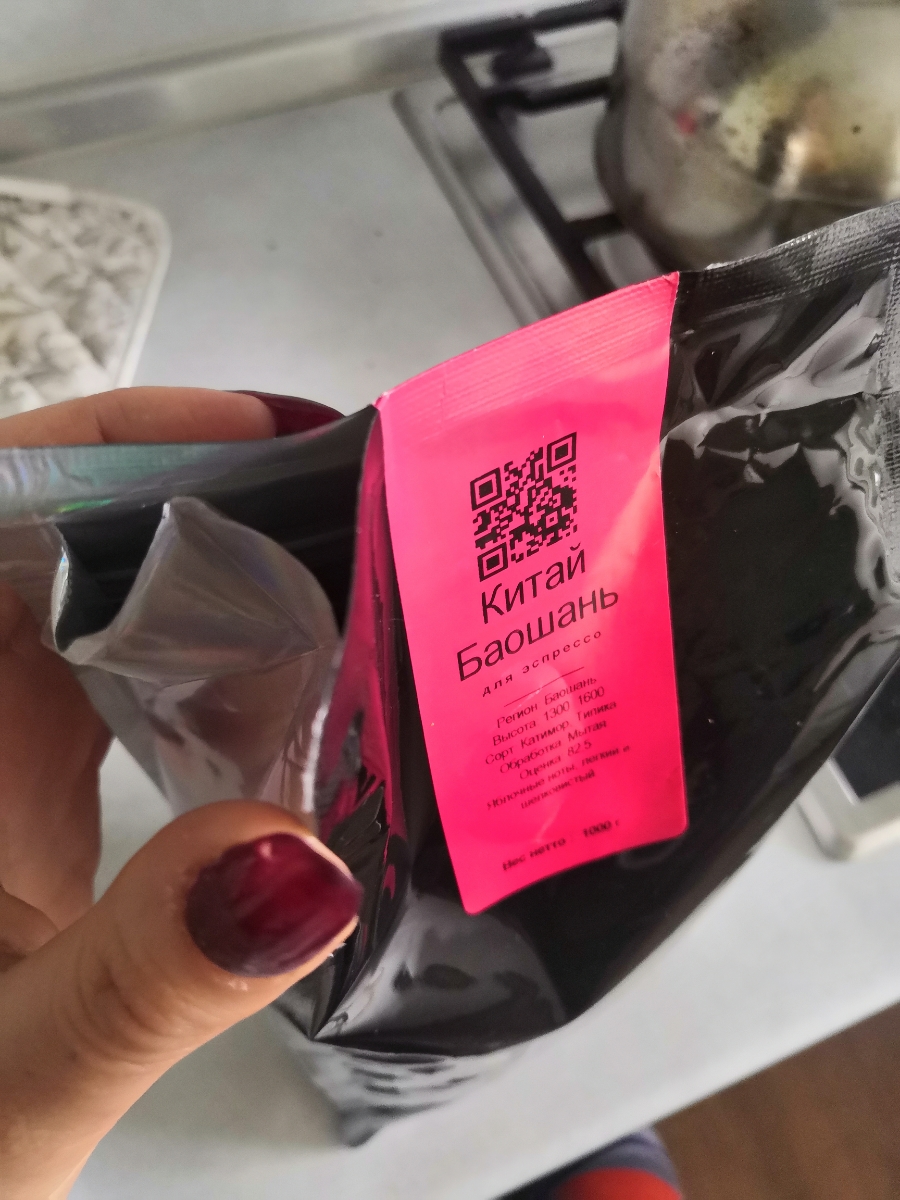 Китай
Баошань
для эспрессо
Регион Баошань
Высота 1300 1600
Сорт Катимор, Типика
Обработка Мытая
Оценка 82.5
Яблочные ноты, легкий и
шелковистый
Вес нетто 1000 г